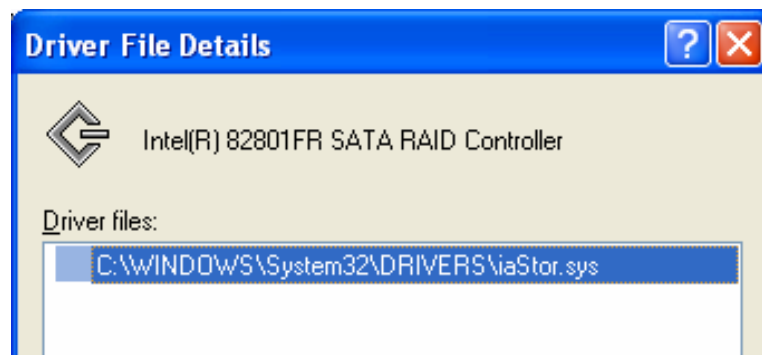 Driver File Details
Intel(R) 82801FR SATA RAID Controller
Driver files:
C:\WINDOWS\System32\DRIVERS\iaStor.sys